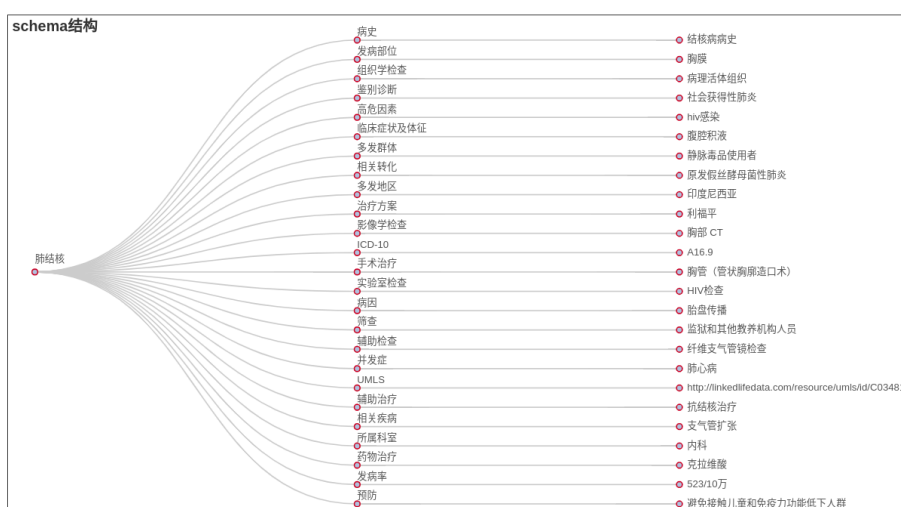 schema结构
病史
结核病病史
发病部位
胸膜
组织学检查
病理活体组织
鉴别诊断
社会获得性肺炎
高危因素
hiv感染
临床症状及体征
腹腔积液
多发群体
静脉毒品使用者
相关转化
原发假丝酵母菌性肺炎
多发地区
印度尼西亚
治疗方案
利福平
影像学检查
胸部 CT
ICD-10
A16.9
肺结核
手术治疗
胸管（管状胸廓造口术）
实验室检查
HIV检查
病因
胎盘传播
筛查
监狱和其他教养机构人员
辅助检查
纤维支气管镜检查
并发症
肺心病
UMLS
http://linkedlifedata.com/resource/umls/id/C0348
辅助治疗
抗结核治疗
相关疾病
支气管扩张
所属科室
内科
药物治疗
克拉维酸
发病率
523/10万
预防
避免接触儿童和免疫力功能低下人群